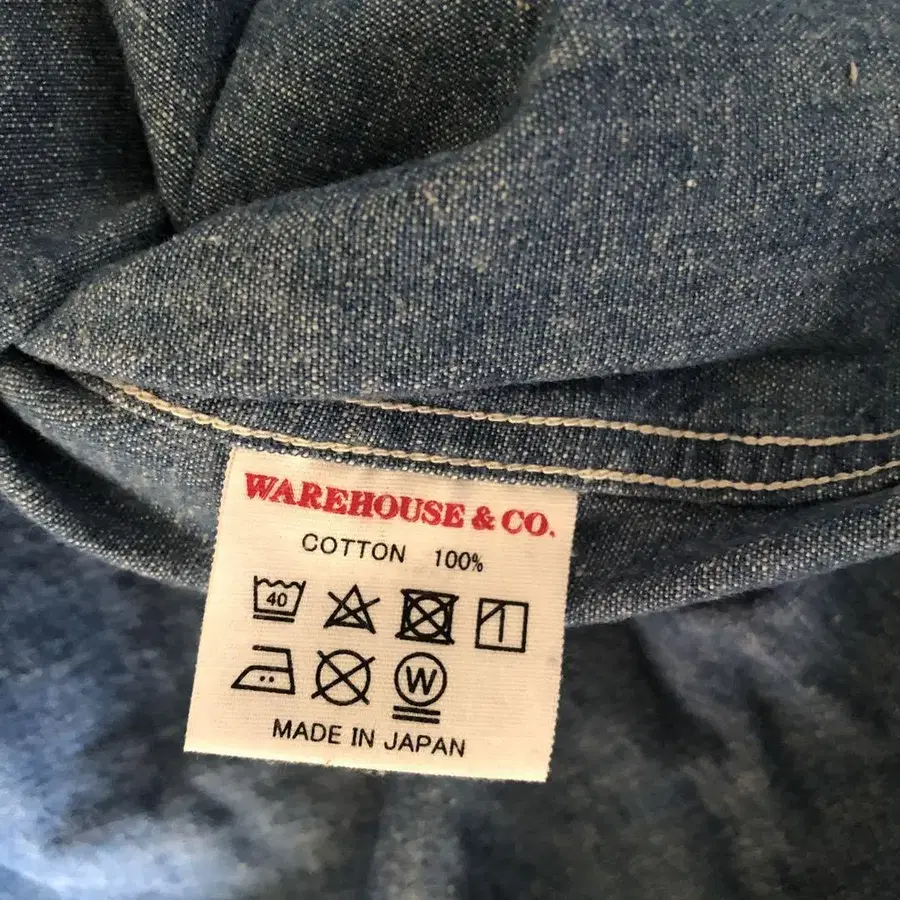 WAREHOUSE & CO.
COTTON 100%
40
W
MADE IN JAPAN